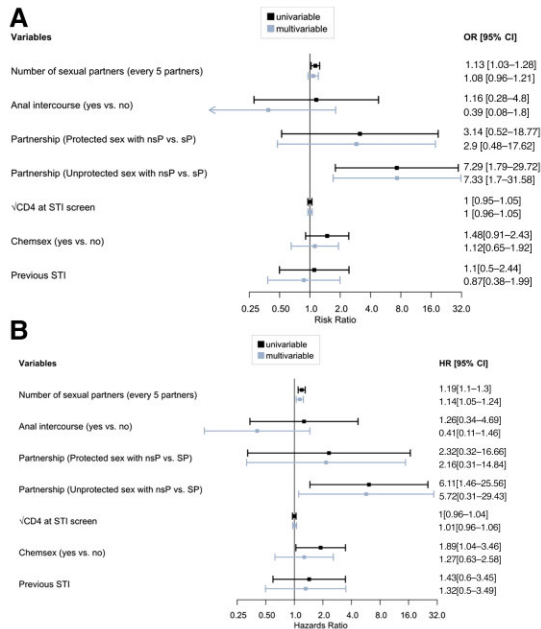 A
univariable
multivariable
Variables
OR [95% CI]
Number of sexual partners (every 5 partners)
1.13 [1.03–1.28]
1.08 [0.96–1.21]
Anal intercourse (yes vs. no)
1.16 [0.28–4.8]
0.39 [0.08–1.8]
Partnership (Protected sex with nsP vs. sP)
3.14 [0.52–18.77]
2.9 [0.48–17.62]
Partnership (Unprotected sex with nsP vs. sP)
7.29 [1.79–29.72]
7.33 [1.7–31.58]
√CD4 at STI screen
1 [0.95–1.05]
1 [0.96–1.05]
Chemsex (yes vs. no)
1.48[0.91–2.43]
1.12[0.65–1.92]
Previous STI
1.1[0.5–2.44]
0.87[0.38–1.99]
0.25 0.50 1.0 2.0 4.0 8.0 16.0 32.0
Risk Ratio
B
univariable
multivariable
Variables
HR [95% CI]
Number of sexual partners (every 5 partners)
1.19[1.1–1.3]
1.14[1.05–1.24]
Anal intercourse (yes vs. no)
1.26[0.34–4.69]
0.41[0.11–1.46]
Partnership (Protected sex with nsP vs. SP)
2.32[0.32–16.66]
2.16[0.31–14.84]
Partnership (Unprotected sex with nsP vs. SP)
6.11[1.46–25.56]
5.72[0.31–29.43]
√CD4 at STI screen
1[0.96–1.04]
1.01[0.96–1.06]
Chemsex (yes vs. no)
1.89[1.04–3.46]
1.27[0.63–2.58]
Previous STI
1.43[0.6–3.45]
1.32[0.5–3.49]
0.25 0.50 1.0 2.0 4.0 8.0 16.0 32.0
Hazards Ratio